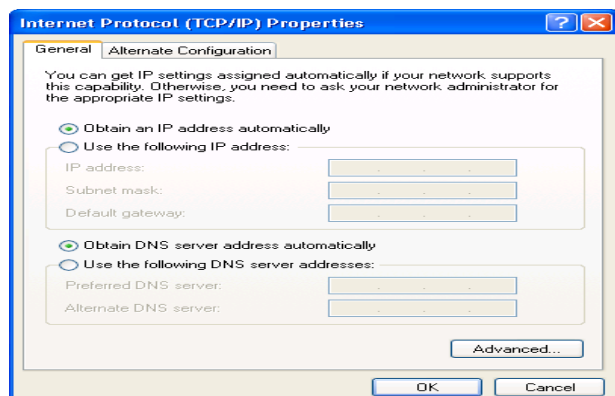 Internet Protocol (TCP/IP) Properties
General
Alternate Configuration
You can get IP settings assigned automatically if your network supports
this capability. Otherwise, you need to ask your network administrator for
the appropriate IP settings.
Obtain an IP address automatically
Use the following IP address:
IP address:
Subnet mask:
Default gateway:
Obtain DNS server address automatically
Use the following DNS server addresses:
Preferred DNS server:
Alternate DNS server:
Advanced...
OK
Cancel